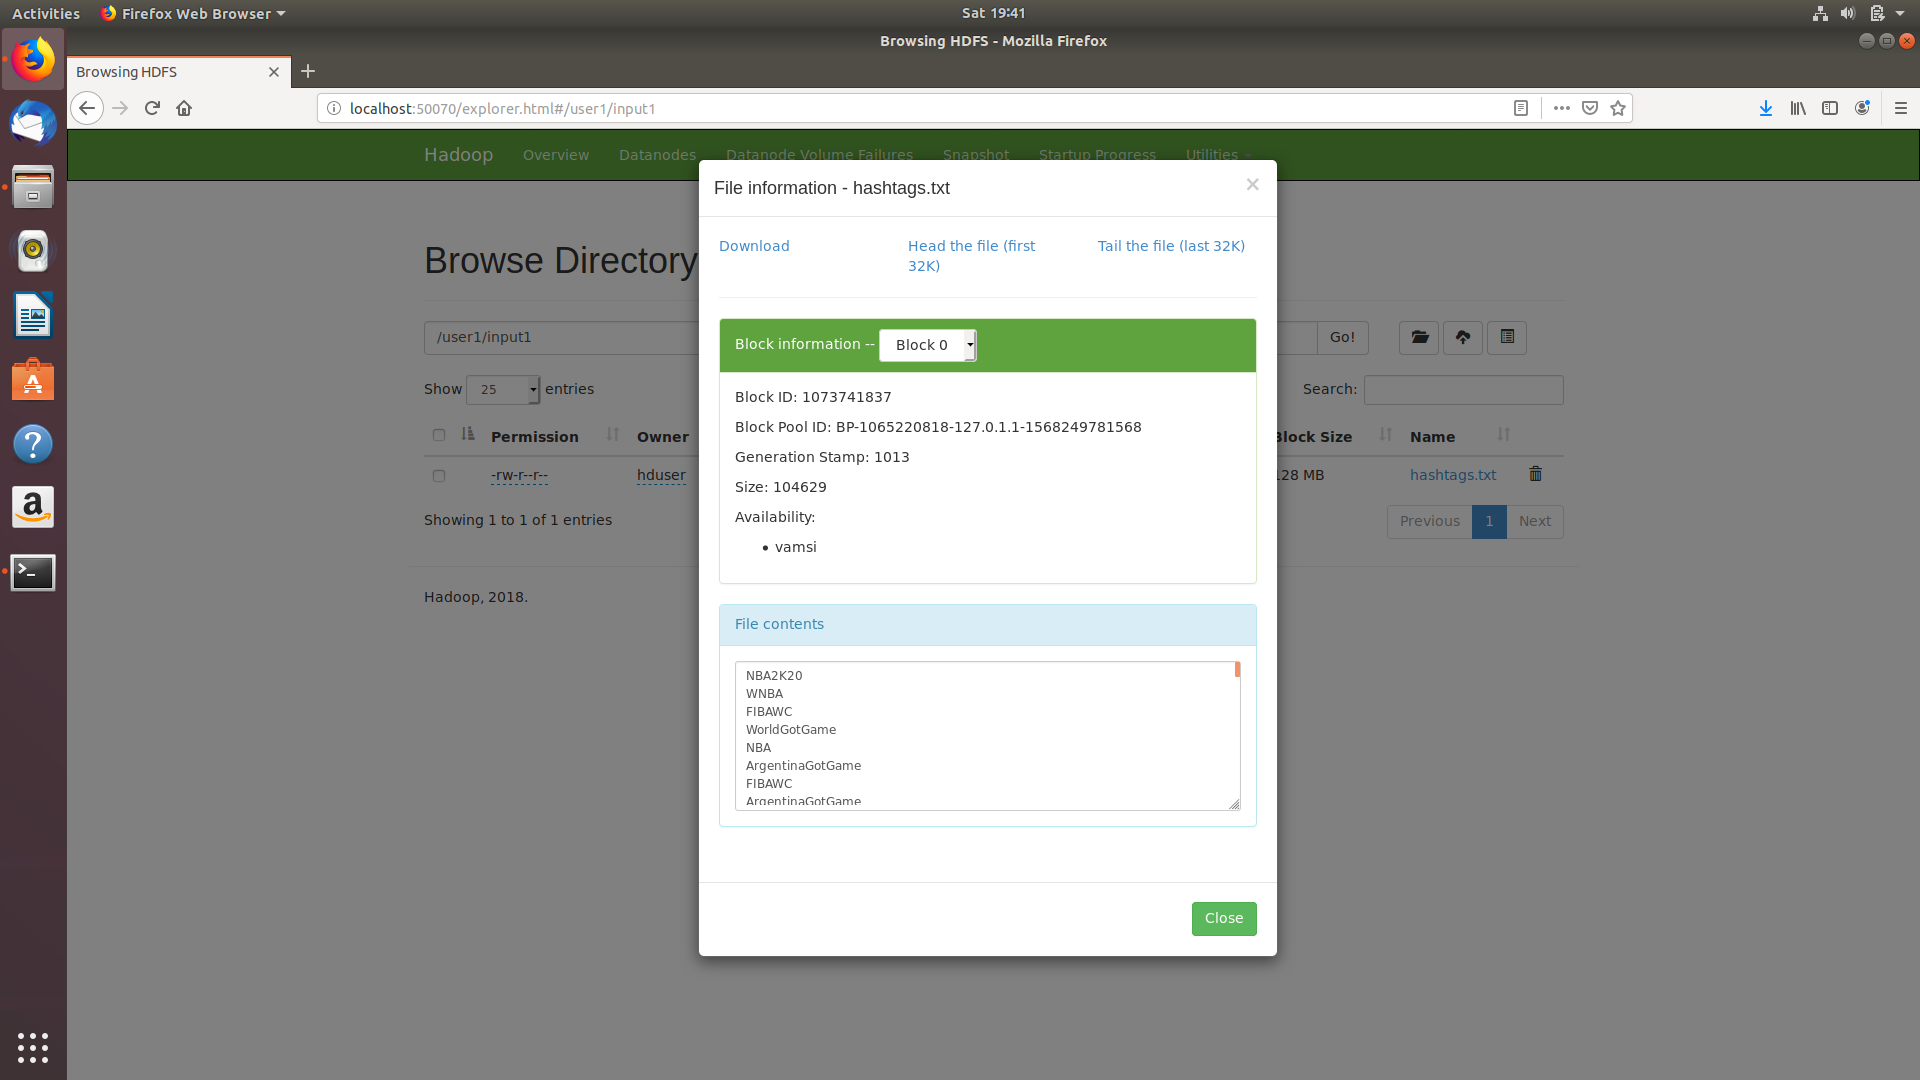 Activities Firefox Web Browser Sat 19:41
Browsing HDFS - Mozilla Firefox
Browsing HDFS
localhost:50070/explorer.html#/user1/input1
Hadoop Overview Datanodes Datanode Volume Failures Snapshot Startup Progress Utilities
File information - hashtags.txt ×
Download Head the file (first 32K) Tail the file (last 32K)
Browse Directory
/user1/input1 Go!
Block information -- Block 0
Show 25 entries Search:
Block ID: 1073741837
Block Pool ID: BP-1065220818-127.0.1.1-1568249781568
Permission Owner Block Size Name
Generation Stamp: 1013
-rw-r--r-- hduser 128 MB hashtags.txt
Size: 104629
Availability:
Showing 1 to 1 of 1 entries Previous 1 Next
• vamsi
Hadoop, 2018.
File contents
NBA2K20
WNBA
FIBAWC
WorldGotGame
NBA
ArgentinaGotGame
FIBAWC
ArgentinaGotGame
Close